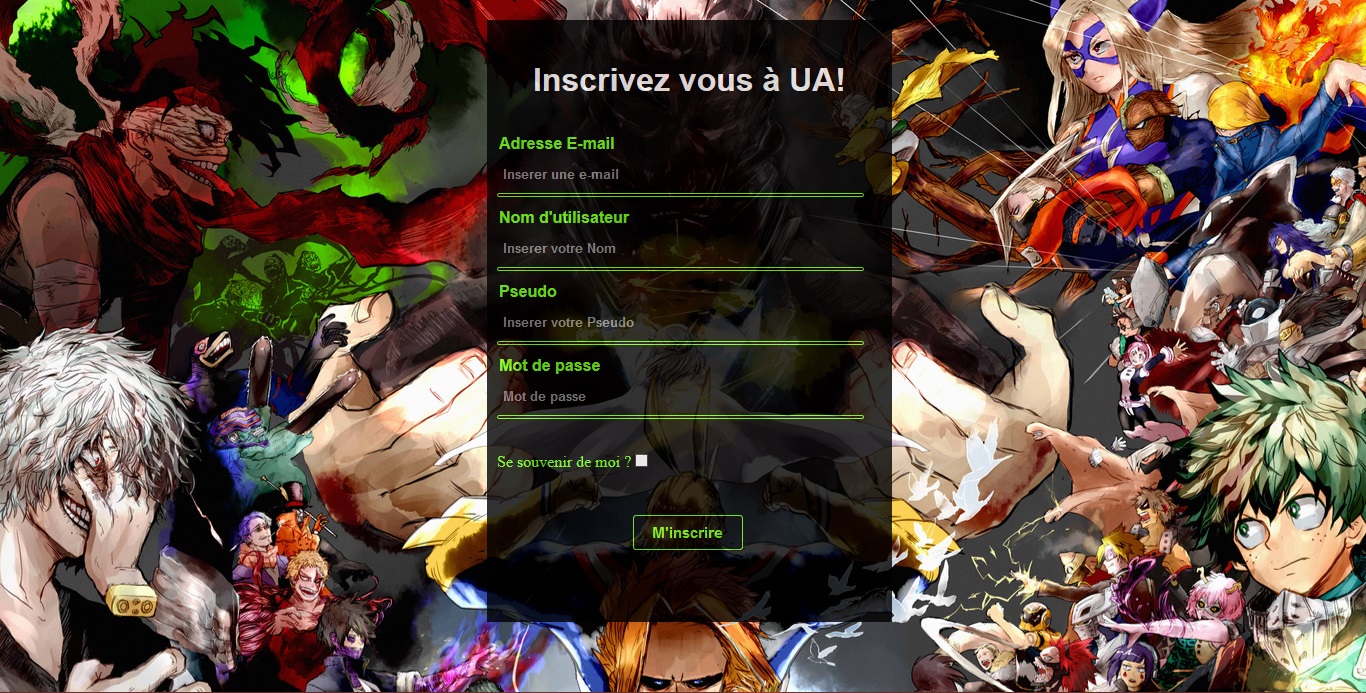 Inscrivez vous à UA!
Adresse E-mail
Inserer une e-mail
Nom d'utilisateur
Inserer votre Nom
Pseudo
Inserer votre Pseudo
Mot de passe
Mot de passe
Se souvenir de moi ?
M'inscrire